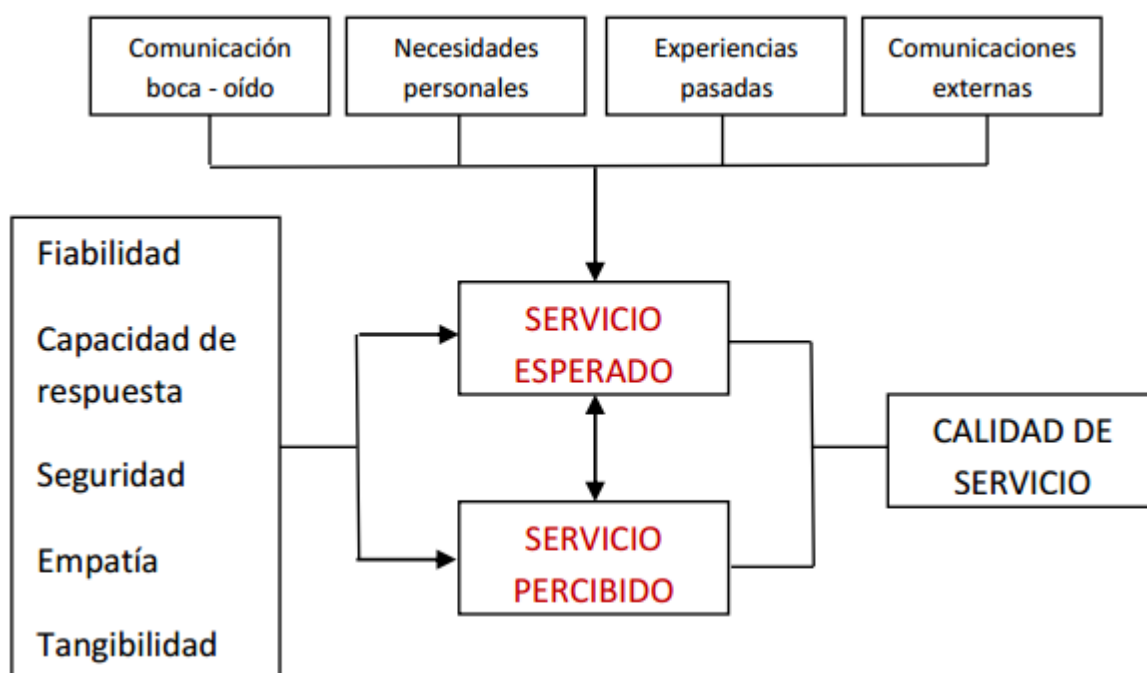 Comunicación
boca - oído
Necesidades
personales
Experiencias
pasadas
Comunicaciones
externas
Fiabilidad
Capacidad de
respuesta
Seguridad
Empatía
Tangibilidad
SERVICIO
ESPERADO
SERVICIO
PERCIBIDO
CALIDAD DE
SERVICIO